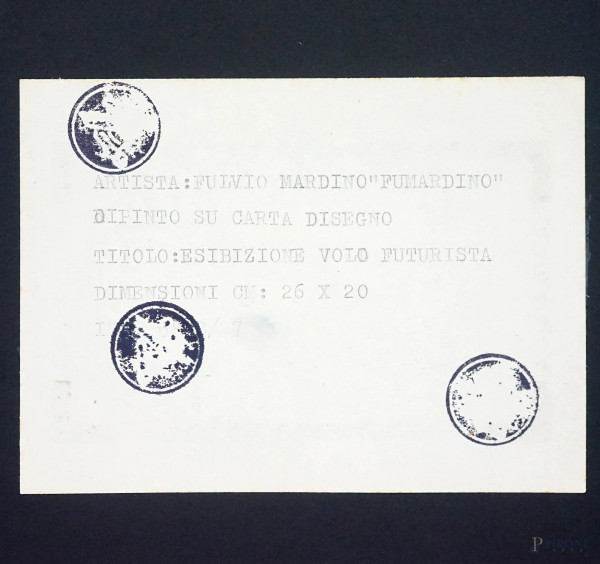 ARTISTA:FULVIO MARDINO"FUMARDINO"
DIPINTO SU CARTA DISEGNO
TITOLO:ESIBIZIONE VOLO FUTURISTA
DIMENSIONI CM: 26 X 20